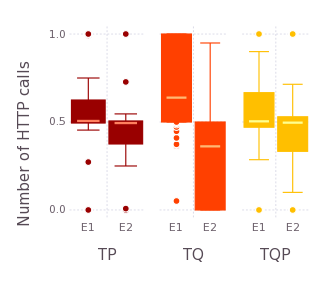 Number of HTTP calls
1.0
0.5
0.0
E1 E2 E1 E2 E1 E2
TP TQ TQP